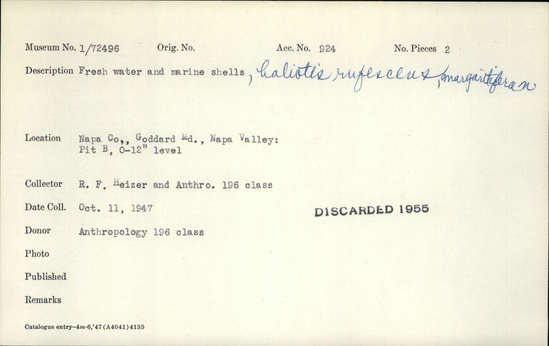 Museum No. 1/72496 Orig. No. Acc. No. 924 No. Pieces 2
Description Fresh water and marine shells, haliotis rufescens, margaritiferan
Location Napa Co,, Goddard Md., Napa Valley:
Pit B, 0-12" level
Collector R. F. Heizer and Anthro. 196 class
Date Coll. Oct. 11, 1947 DISCARDED 1955
Donor Anthropology 196 class
Photo
Published
Remarks
Catalogue entry—4m-6,'47(A4041)4135